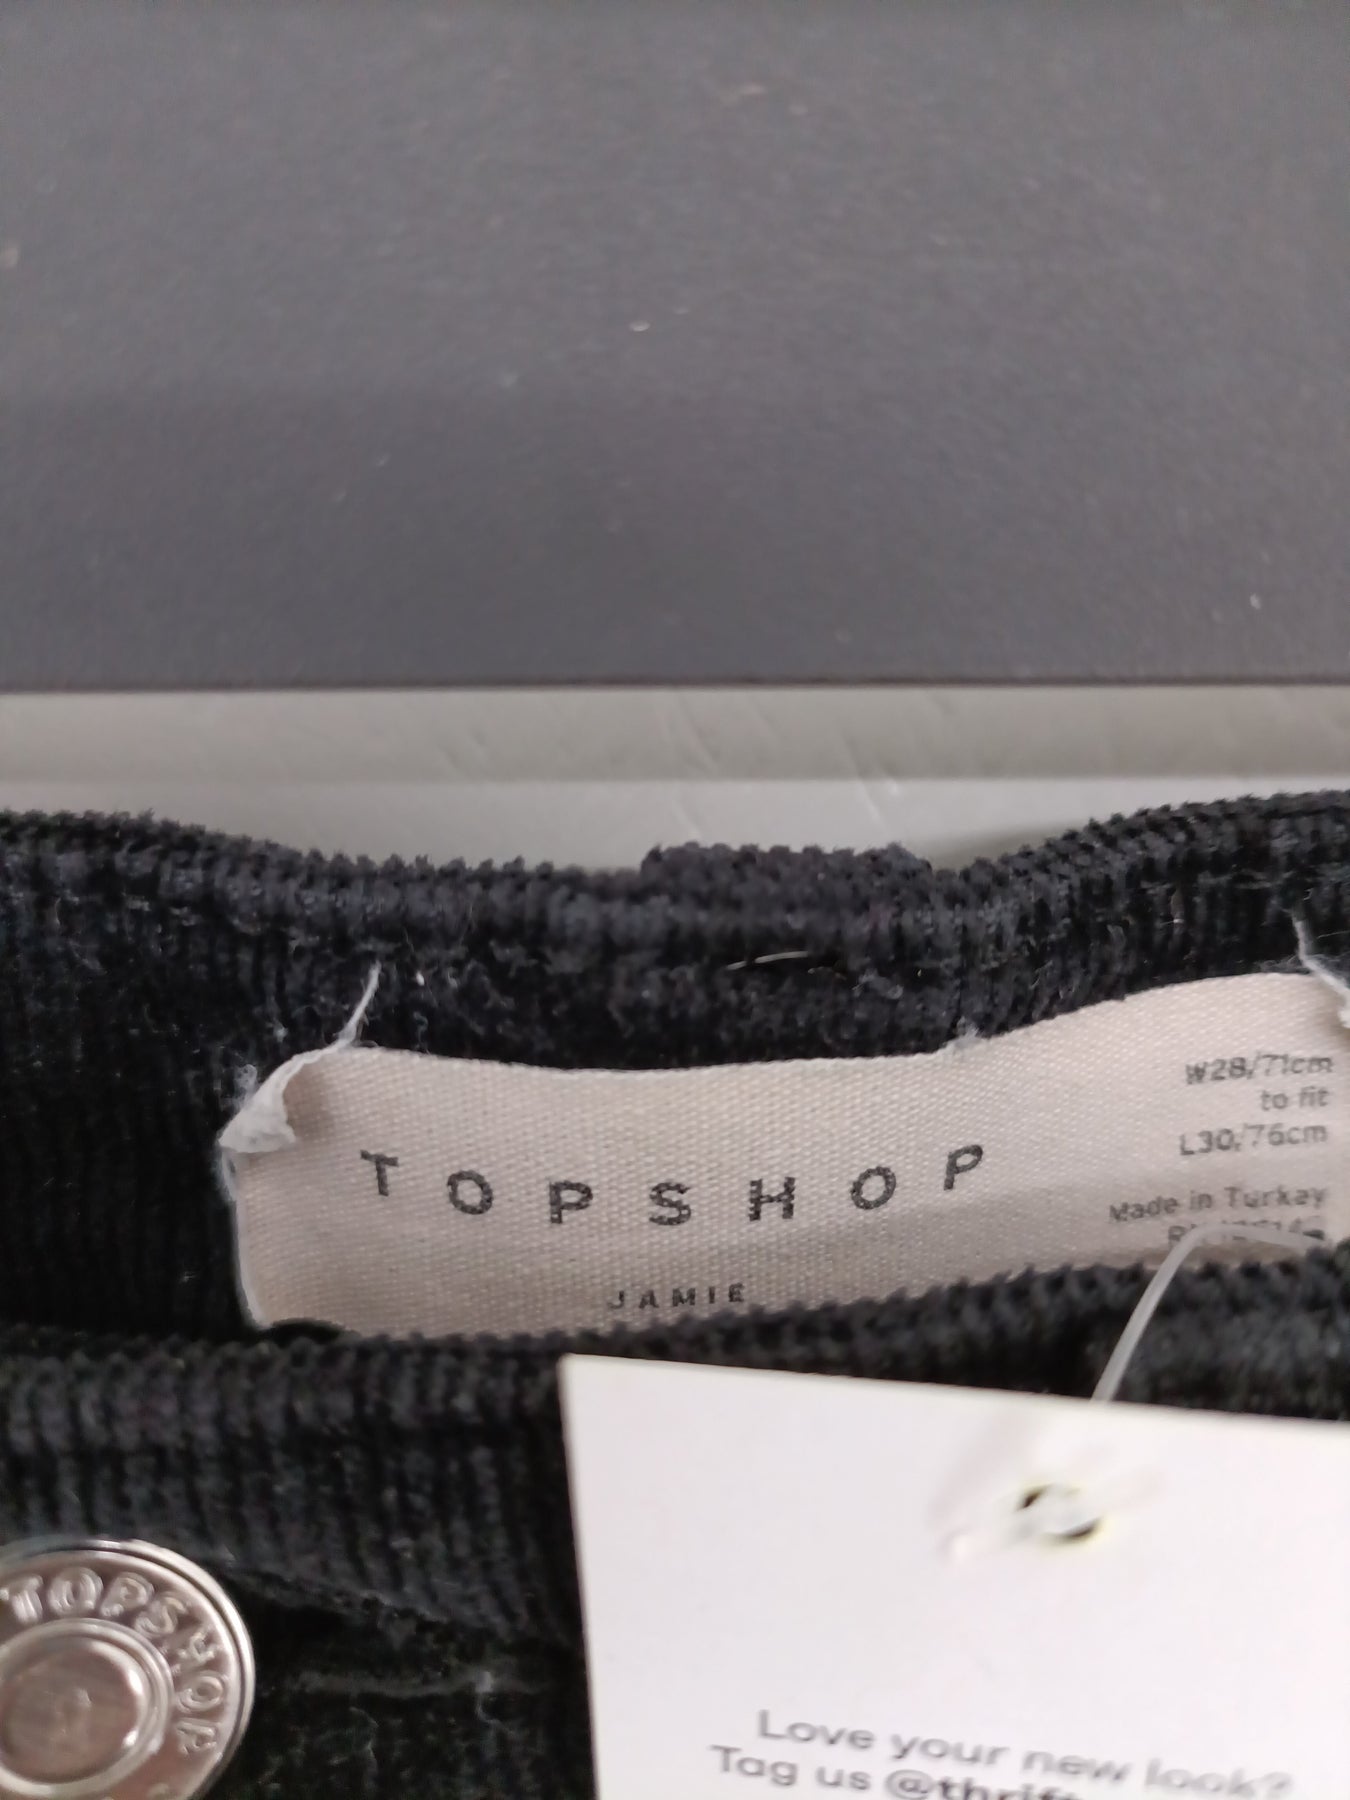 TOPSHOP
JAMIE
W28/71cm
to fit
L30/76cm
Made in Turkey
TOPSHOP
Love your new look?
Tag us